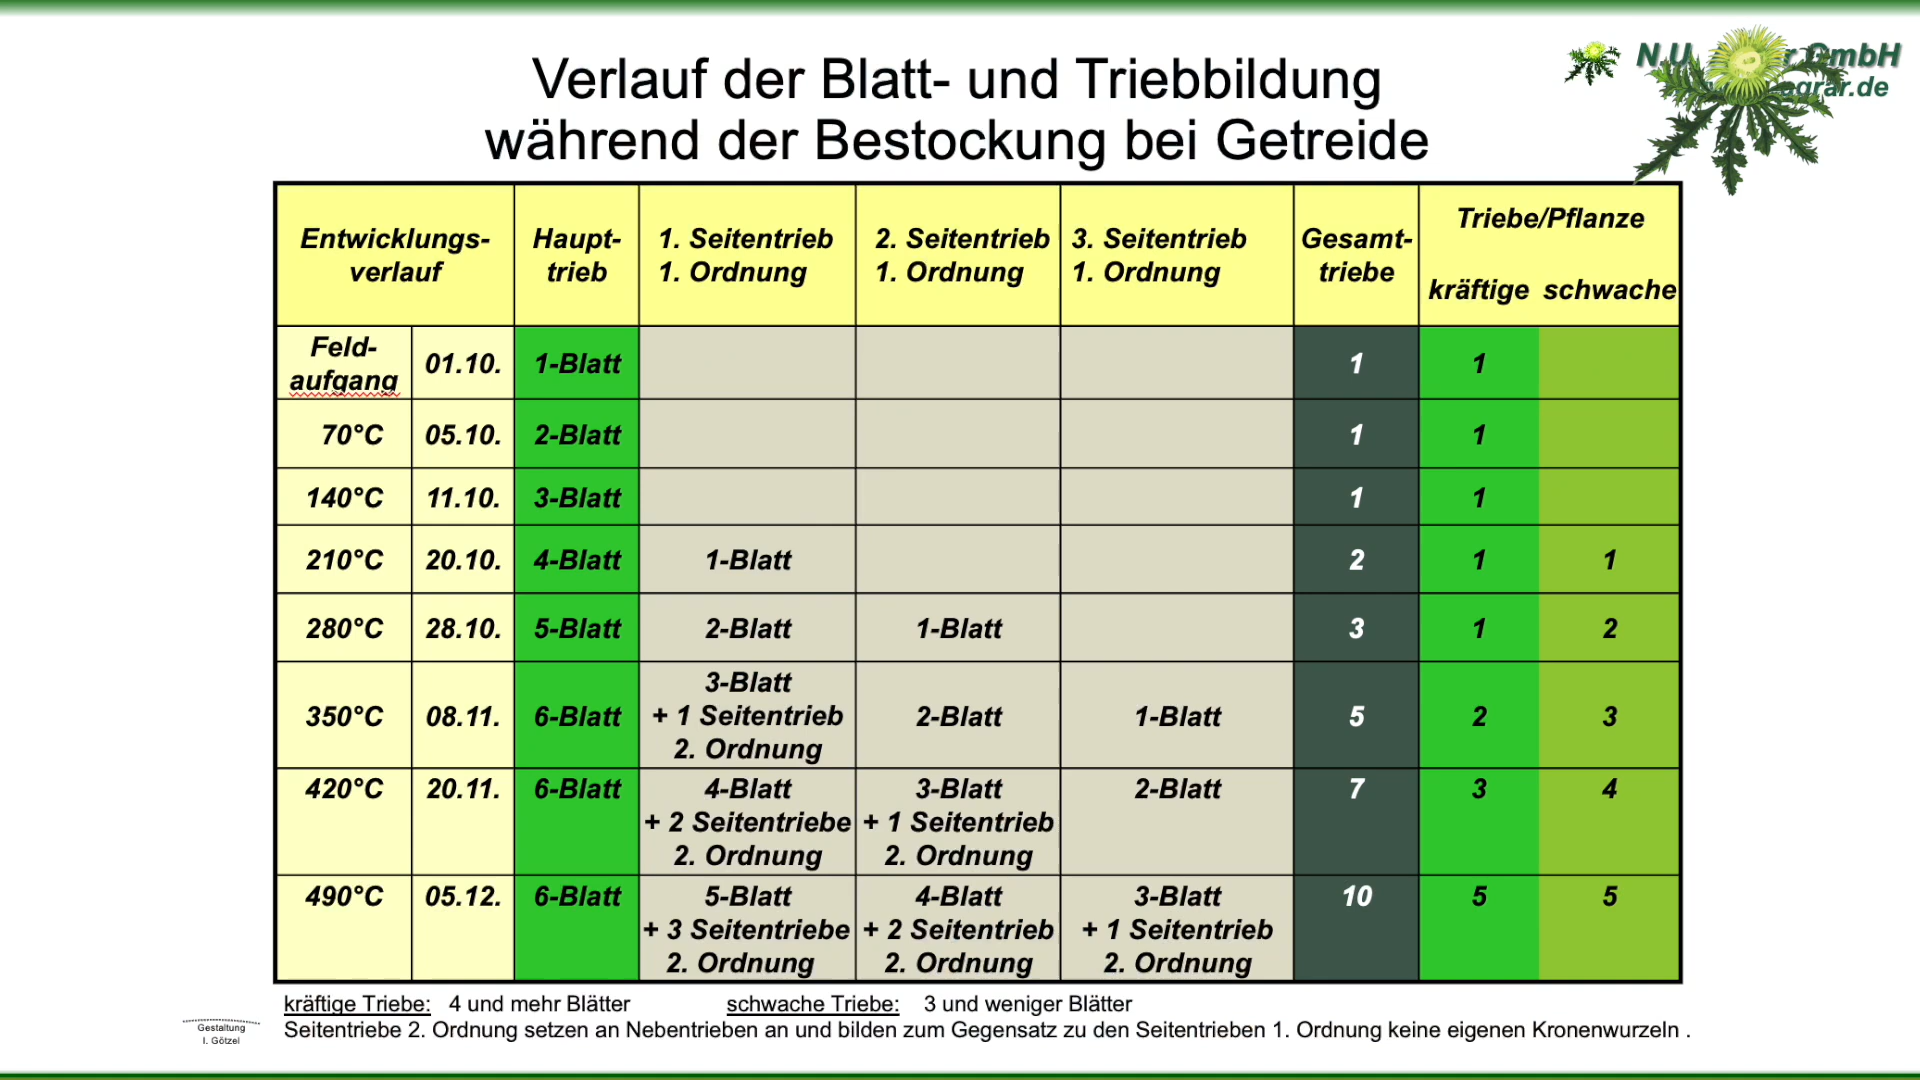 N.U. r GmbH
agrar.de
Verlauf der Blatt- und Triebbildung
während der Bestockung bei Getreide
Entwicklungs-
verlauf
Haupt-
trieb
1. Seitentrieb
1. Ordnung
2. Seitentrieb
1. Ordnung
3. Seitentrieb
1. Ordnung
Gesamt-
triebe
Triebe/Pflanze
kräftige schwache
Feld-
aufgang
01.10. 1-Blatt 1 1
70°C 05.10. 2-Blatt 1 1
140°C 11.10. 3-Blatt 1 1
210°C 20.10. 4-Blatt 1-Blatt 2 1 1
280°C 28.10. 5-Blatt 2-Blatt 1-Blatt 3 1 2
350°C 08.11. 6-Blatt
3-Blatt
+ 1 Seitentrieb
2. Ordnung
2-Blatt 1-Blatt 5 2 3
420°C 20.11. 6-Blatt
4-Blatt
+ 2 Seitentriebe
2. Ordnung
3-Blatt
+ 1 Seitentrieb
2. Ordnung
2-Blatt 7 3 4
490°C 05.12. 6-Blatt
5-Blatt
+ 3 Seitentriebe
2. Ordnung
4-Blatt
+ 2 Seitentrieb
2. Ordnung
3-Blatt
+ 1 Seitentrieb
2. Ordnung
10 5 5
kräftige Triebe: 4 und mehr Blätter schwache Triebe: 3 und weniger Blätter
Seitentriebe 2. Ordnung setzen an Nebentrieben an und bilden zum Gegensatz zu den Seitentrieben 1. Ordnung keine eigenen Kronenwurzeln .
Gestaltung
I. Götzel